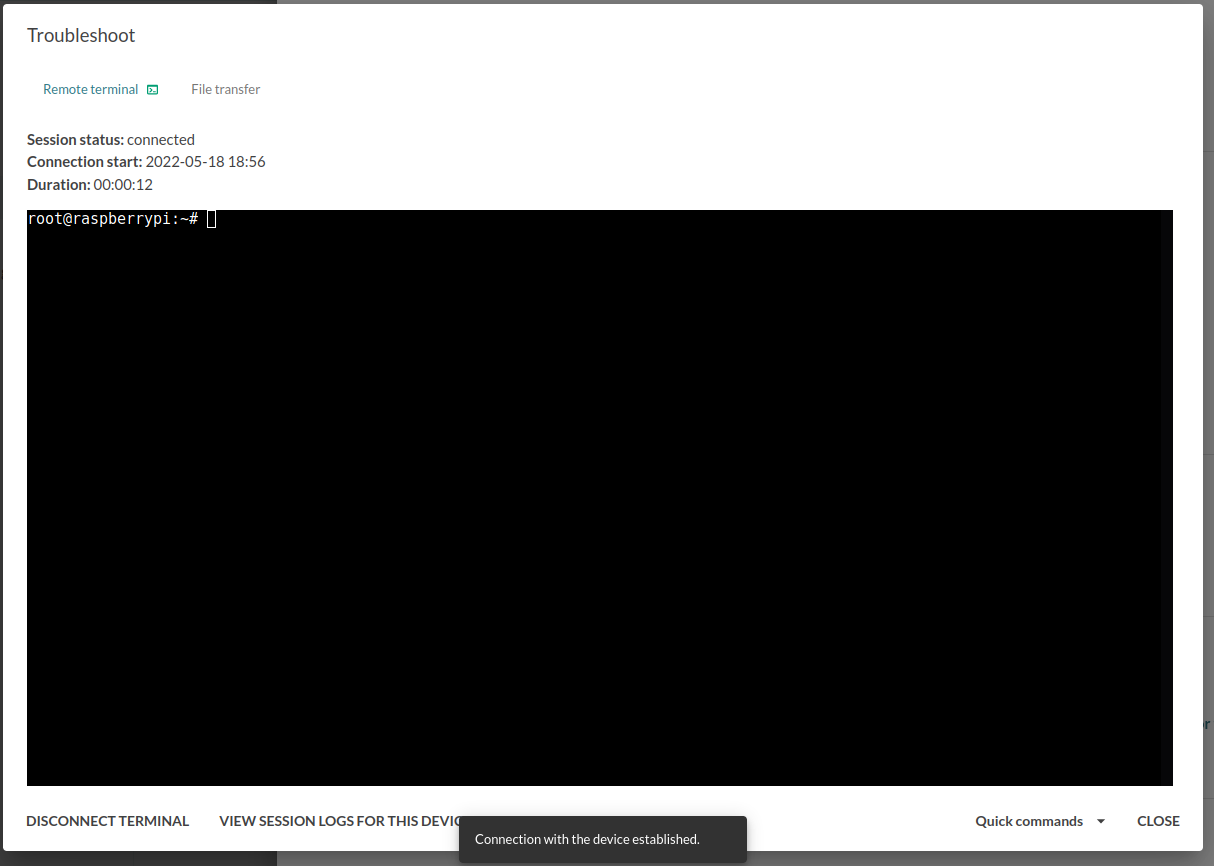 Troubleshoot
Remote terminal
File transfer
Session status: connected
Connection start: 2022-05-18 18:56
Duration: 00:00:12
root@raspberrypi:~#
DISCONNECT TERMINAL
VIEW SESSION LOGS FOR THIS DEVIC
Connection with the device established.
Quick commands
CLOSE